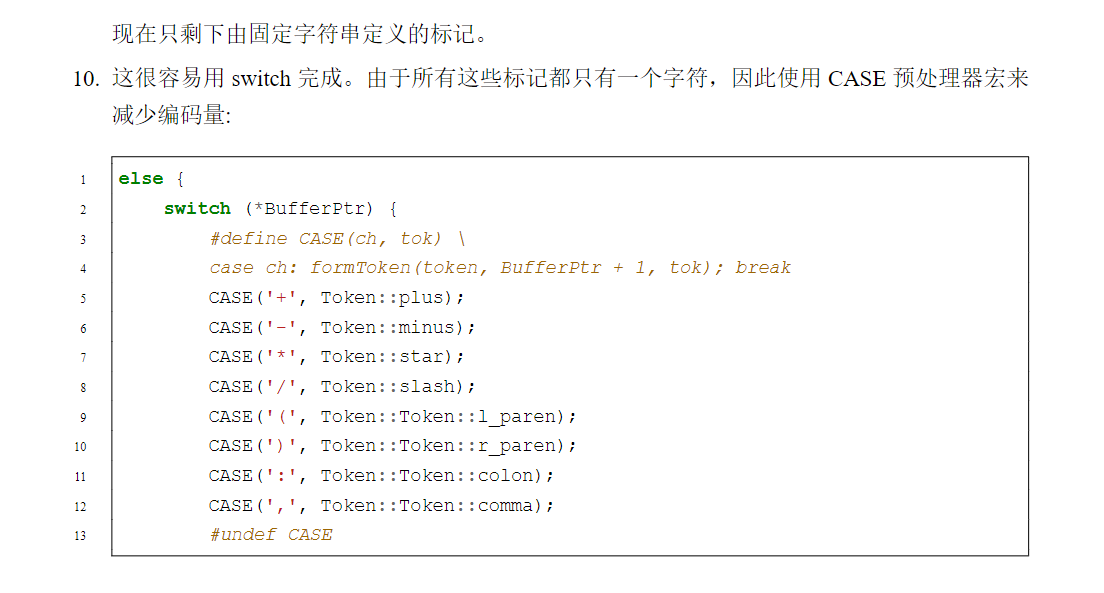 现在只剩下由固定字符串定义的标记。
10. 这很容易用 switch 完成。由于所有这些标记都只有一个字符，因此使用 CASE 预处理器宏来
减少编码量:
1 else {
2 switch (*BufferPtr) {
3 #define CASE(ch, tok) \
4 case ch: formToken(token, BufferPtr + 1, tok); break
5 CASE('+', Token::plus);
6 CASE('-', Token::minus);
7 CASE('*', Token::star);
8 CASE('/', Token::slash);
9 CASE('(', Token::Token::l_paren);
10 CASE(')', Token::Token::r_paren);
11 CASE(':', Token::Token::colon);
12 CASE(',', Token::Token::comma);
13 #undef CASE